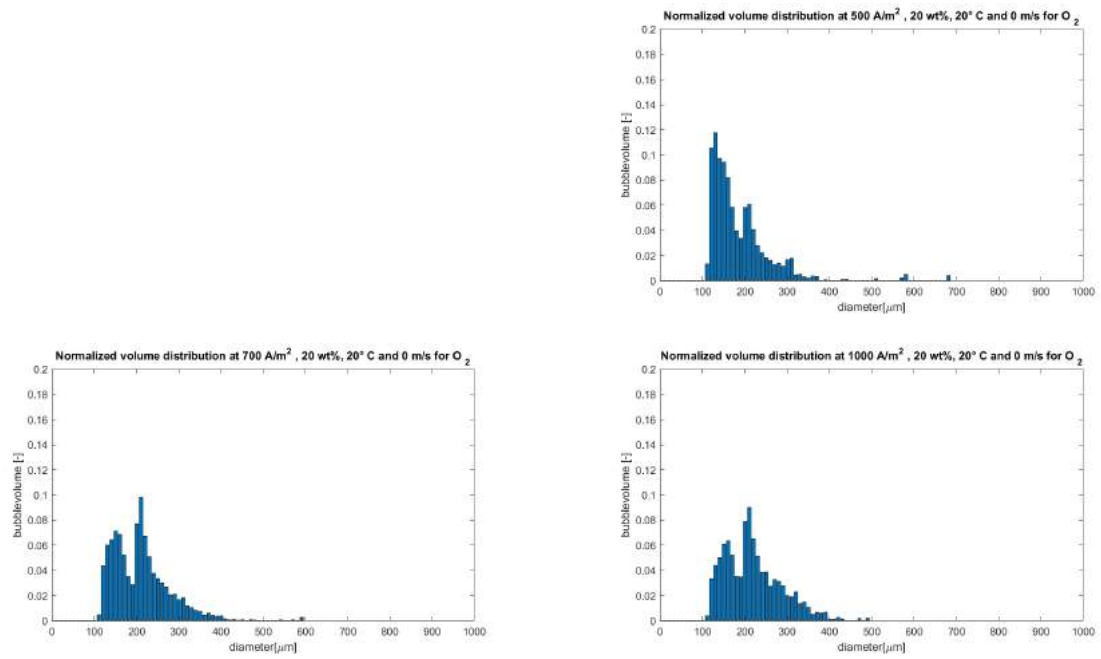 Normalized volume distribution at 500 A/m² , 20 wt%, 20° C and 0 m/s for O ₂
0.2
0.18
0.16
0.14
0.12
0.1
0.08
0.06
0.04
0.02
0
bubblevolume [-]
0 100 200 300 400 500 600 700 800 900 1000
diameter[μm]
Normalized volume distribution at 700 A/m² , 20 wt%, 20° C and 0 m/s for O ₂
0.2
0.18
0.16
0.14
0.12
0.1
0.08
0.06
0.04
0.02
0
bubblevolume [-]
0 100 200 300 400 500 600 700 800 900 1000
diameter[μm]
Normalized volume distribution at 1000 A/m² , 20 wt%, 20° C and 0 m/s for O ₂
0.2
0.18
0.16
0.14
0.12
0.1
0.08
0.06
0.04
0.02
0
bubblevolume [-]
0 100 200 300 400 500 600 700 800 900 1000
diameter[μm]